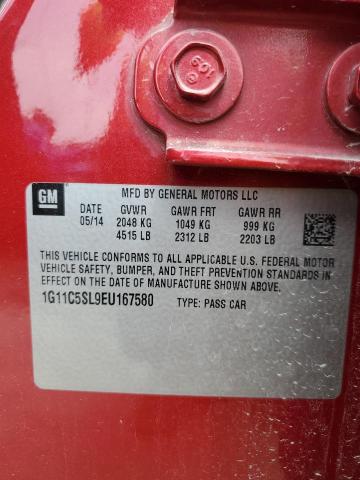 109
GM
MFD BY GENERAL MOTORS LLC
DATE GVWR GAWR FRT GAWR RR
05/14 2048 KG 1049 KG 999 KG
4515 LB 2312 LB 2203 LB
THIS VEHICLE CONFORMS TO ALL APPLICABLE U.S. FEDERAL MOTOR
VEHICLE SAFETY, BUMPER, AND THEFT PREVENTION STANDARDS IN
EFFECT ON THE DATE OF MANUFACTURE SHOWN ABOVE.
1G11C5SL9EU167580 TYPE: PASS CAR